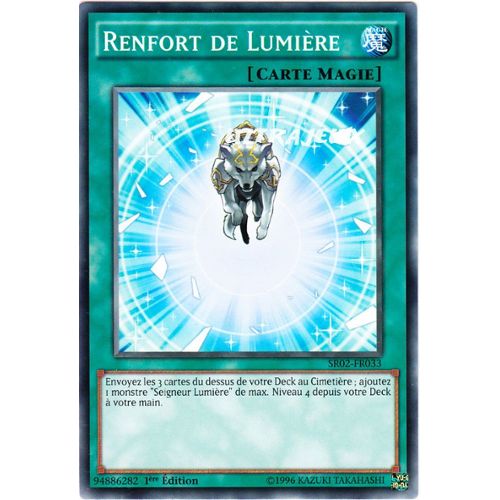 Renfort de Lumière
[Carte Magie]
SR02-FR033
Envoyez les 3 cartes du dessus de votre Deck au Cimetière ; ajoutez
1 monstre "Seigneur Lumière" de max. Niveau 4 depuis votre Deck
à votre main.
94886282 1ère Édition ©1996 KAZUKI TAKAHASHI